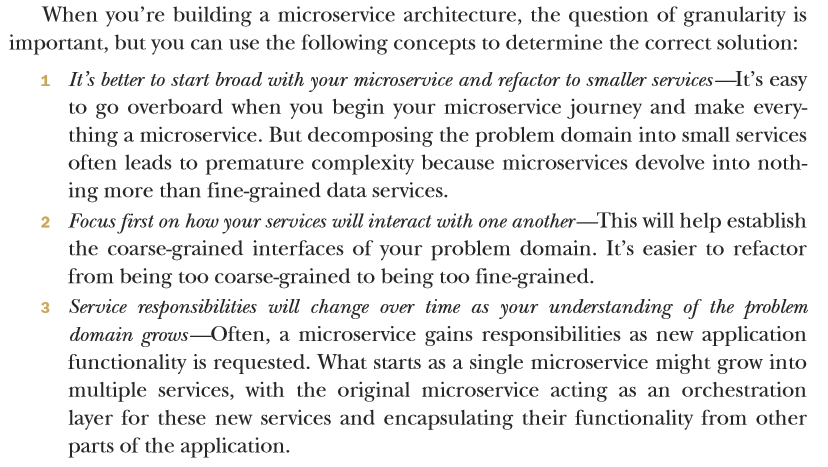 When you're building a microservice architecture, the question of granularity is
important, but you can use the following concepts to determine the correct solution:
1 It's better to start broad with your microservice and refactor to smaller services—It's easy
to go overboard when you begin your microservice journey and make every-
thing a microservice. But decomposing the problem domain into small services
often leads to premature complexity because microservices devolve into noth-
ing more than fine-grained data services.
2 Focus first on how your services will interact with one another—This will help establish
the coarse-grained interfaces of your problem domain. It's easier to refactor
from being too coarse-grained to being too fine-grained.
3 Service responsibilities will change over time as your understanding of the problem
domain grows—Often, a microservice gains responsibilities as new application
functionality is requested. What starts as a single microservice might grow into
multiple services, with the original microservice acting as an orchestration
layer for these new services and encapsulating their functionality from other
parts of the application.